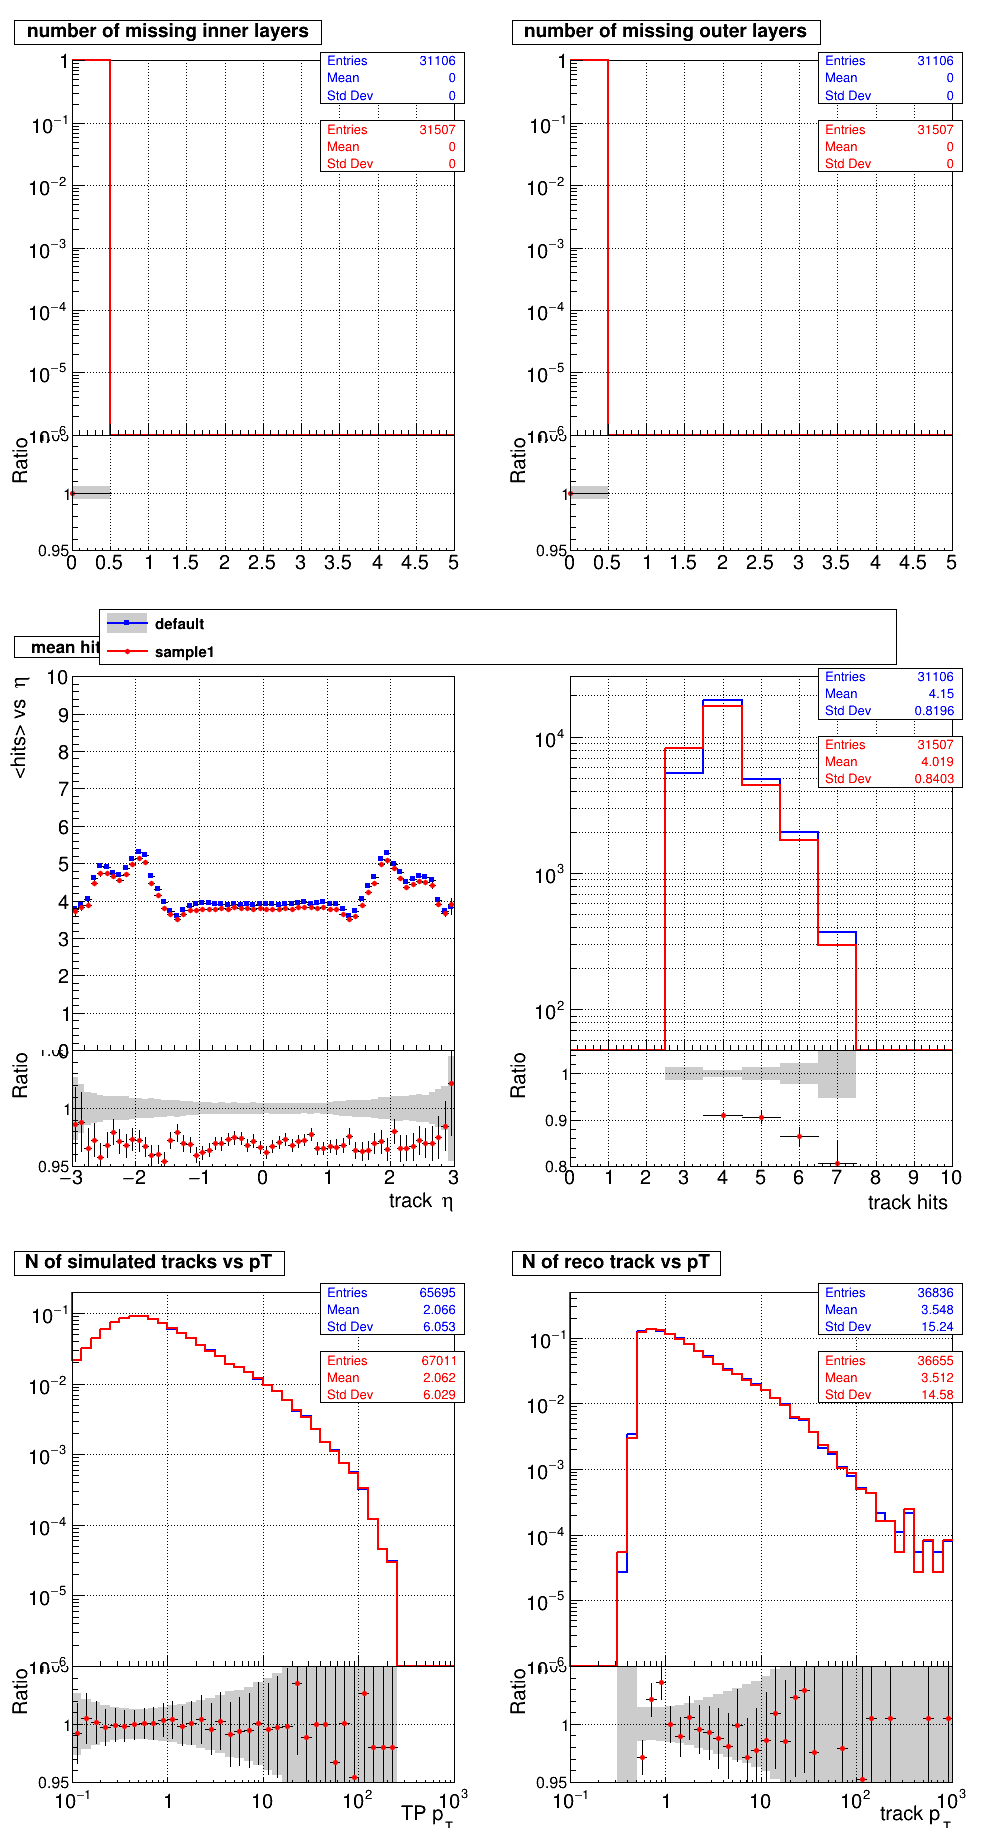 number of missing inner layers
Entries 31106
Mean 0
Std Dev 0
Entries 31507
Mean 0
Std Dev 0
1
10−1
10−2
10−3
10−4
10−5
10−6
Ratio
1
0.95
0 0.5 1 1.5 2 2.5 3 3.5 4 4.5 5
number of missing outer layers
Entries 31106
Mean 0
Std Dev 0
Entries 31507
Mean 0
Std Dev 0
1
10−1
10−2
10−3
10−4
10−5
10−6
Ratio
1
0.95
0 0.5 1 1.5 2 2.5 3 3.5 4 4.5 5
default
sample1
mean hit
<hits> vs η
10
9
8
7
6
5
4
3
2
1
0
Ratio
1
0.95
−3 −2 −1 0 1 2 3
track η
Entries 31106
Mean 4.15
Std Dev 0.8196
Entries 31507
Mean 4.019
Std Dev 0.8403
104
103
102
Ratio
1
0.9
0.8
0 1 2 3 4 5 6 7 8 9 10
track hits
N of simulated tracks vs pT
Entries 65695
Mean 2.066
Std Dev 6.053
Entries 67011
Mean 2.062
Std Dev 6.029
10−1
10−2
10−3
10−4
10−5
10−6
Ratio
1
0.95
10−1 1 10 102 103
TP pT
N of reco track vs pT
Entries 36836
Mean 3.548
Std Dev 15.24
Entries 36655
Mean 3.512
Std Dev 14.58
10−1
10−2
10−3
10−4
10−5
10−6
Ratio
1
0.95
10−1 1 10 102 103
track pT